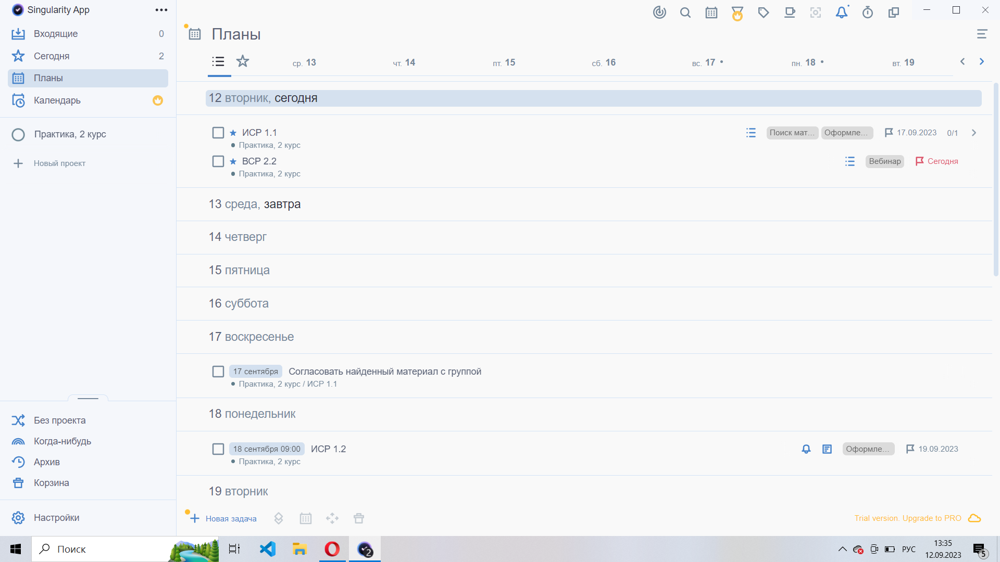 Singularity App
Входящие 0
Сегодня 2
Планы
Календарь
Практика, 2 курс
Новый проект
Без проекта
Когда-нибудь
Архив
Корзина
Настройки
Планы
ср. 13 чт. 14 пт. 15 сб. 16 вс. 17 • пн. 18 • вт. 19
12 вторник, сегодня
ИСР 1.1 Поиск мат... Оформле... 17.09.2023 0/1
Практика, 2 курс
ВСР 2.2 Вебинар Сегодня
Практика, 2 курс
13 среда, завтра
14 четверг
15 пятница
16 суббота
17 воскресенье
17 сентября Согласовать найденный материал с группой
Практика, 2 курс / ИСР 1.1
18 понедельник
18 сентября 09:00 ИСР 1.2 Оформле... 19.09.2023
Практика, 2 курс
19 вторник
Новая задача Trial version. Upgrade to PRO
Поиск 2 РУС 13:35
12.09.2023 5